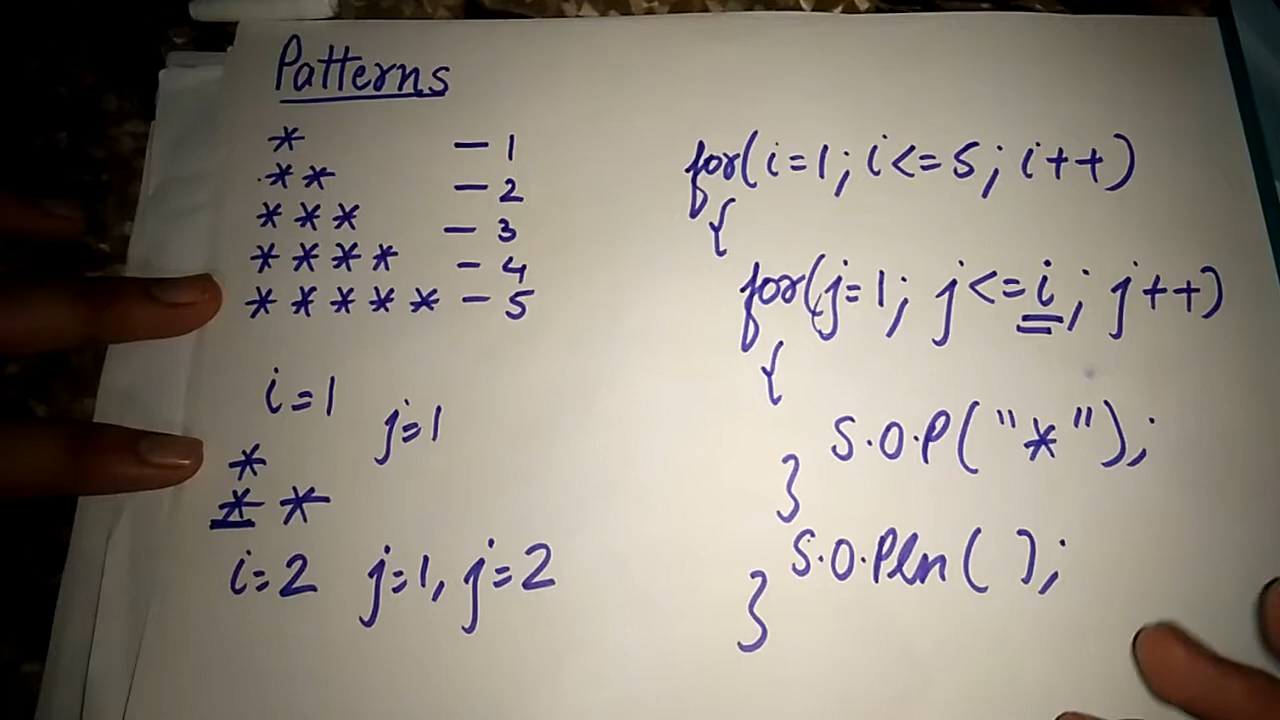 Patterns
* - 1
* * - 2
* * * - 3
* * * * - 4
* * * * * - 5
i=1 j=1
*
* *
i=2 j=1, j=2
for(i=1; i<=5; i++)
{
for(j=1; j<=i; j++)
{
S.O.P("*");
}
S.O.Pln( );
}